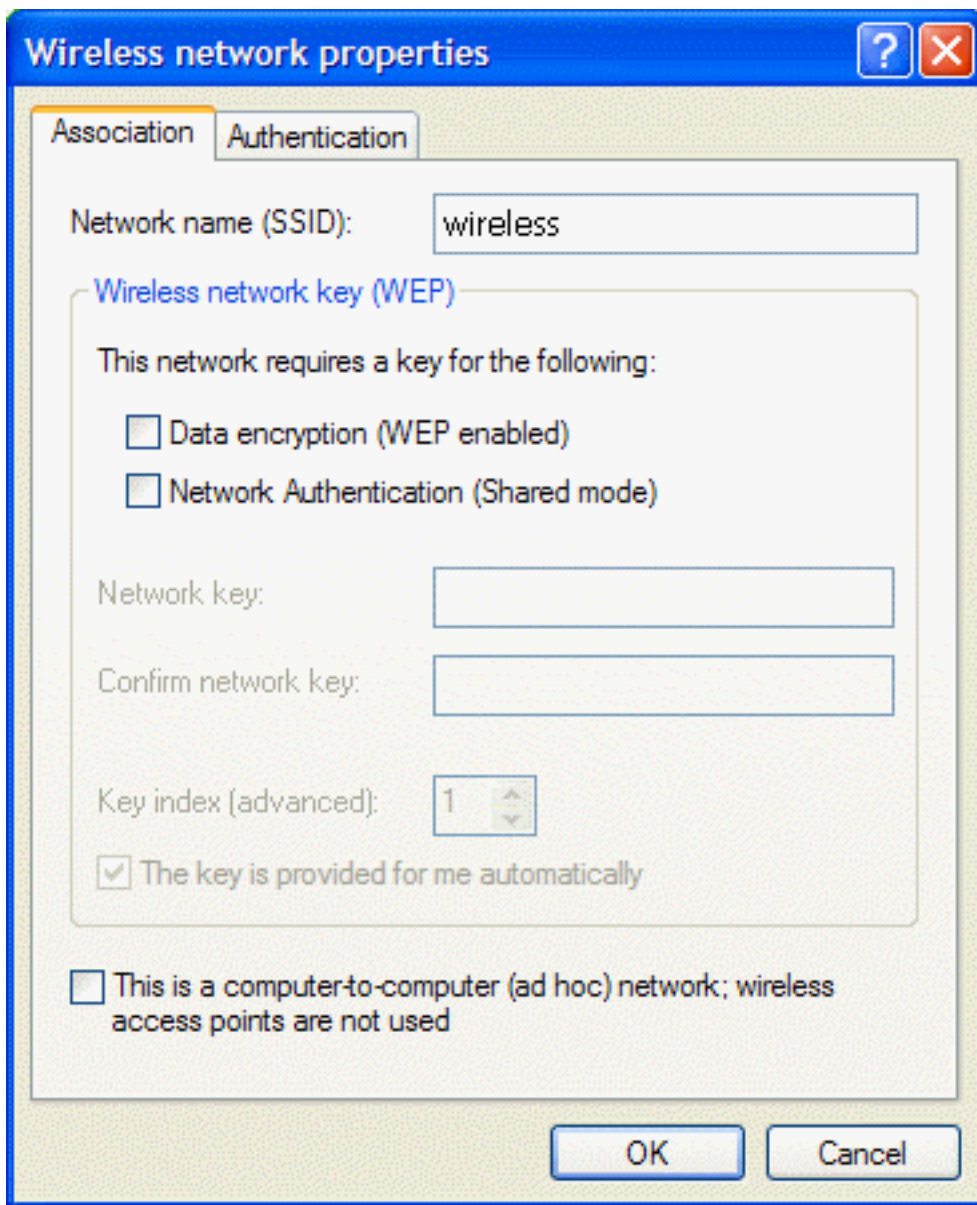 Wireless network properties
?
Association Authentication
Network name (SSID): wireless
Wireless network key (WEP)
This network requires a key for the following:
Data encryption (WEP enabled)
Network Authentication (Shared mode)
Network key:
Confirm network key:
Key index (advanced): 1
The key is provided for me automatically
This is a computer-to-computer (ad hoc) network; wireless
access points are not used
OK Cancel